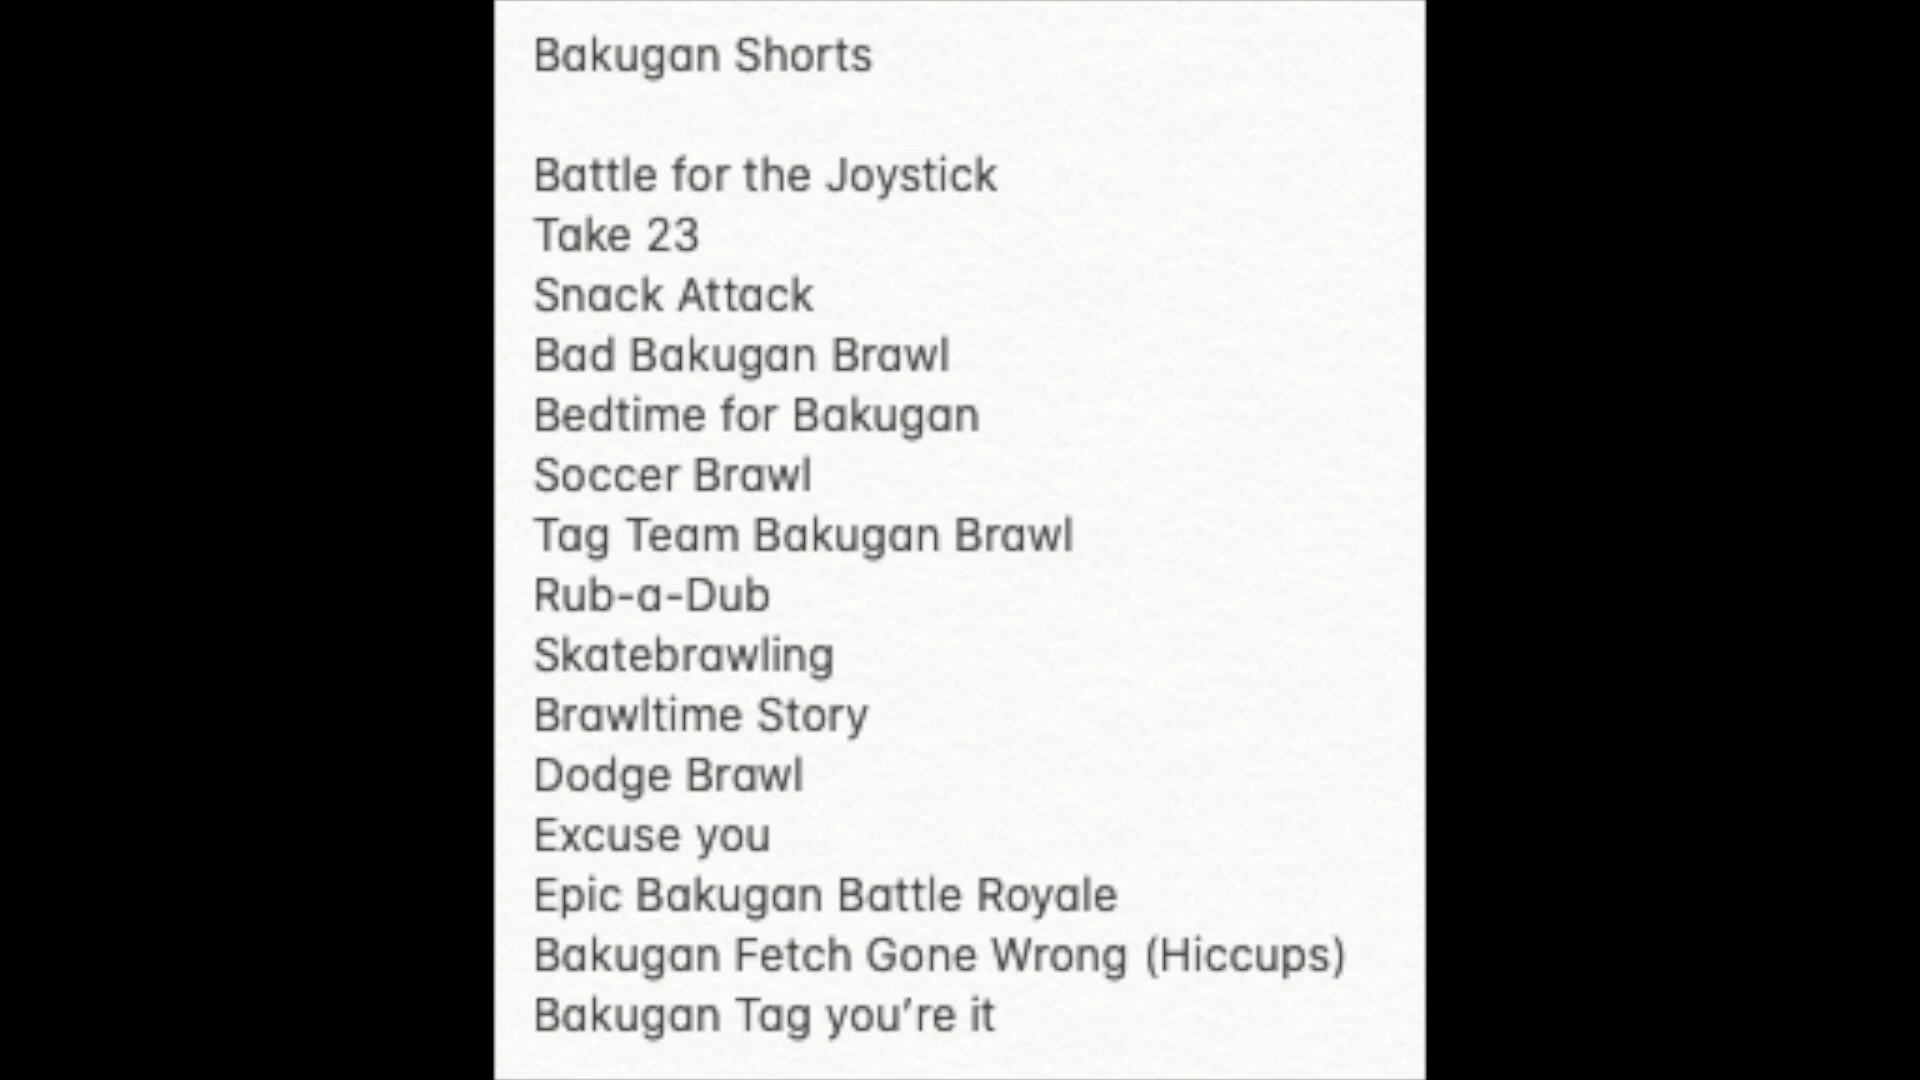 Bakugan Shorts
Battle for the Joystick
Take 23
Snack Attack
Bad Bakugan Brawl
Bedtime for Bakugan
Soccer Brawl
Tag Team Bakugan Brawl
Rub-a-Dub
Skatebrawling
Brawltime Story
Dodge Brawl
Excuse you
Epic Bakugan Battle Royale
Bakugan Fetch Gone Wrong (Hiccups)
Bakugan Tag you’re it